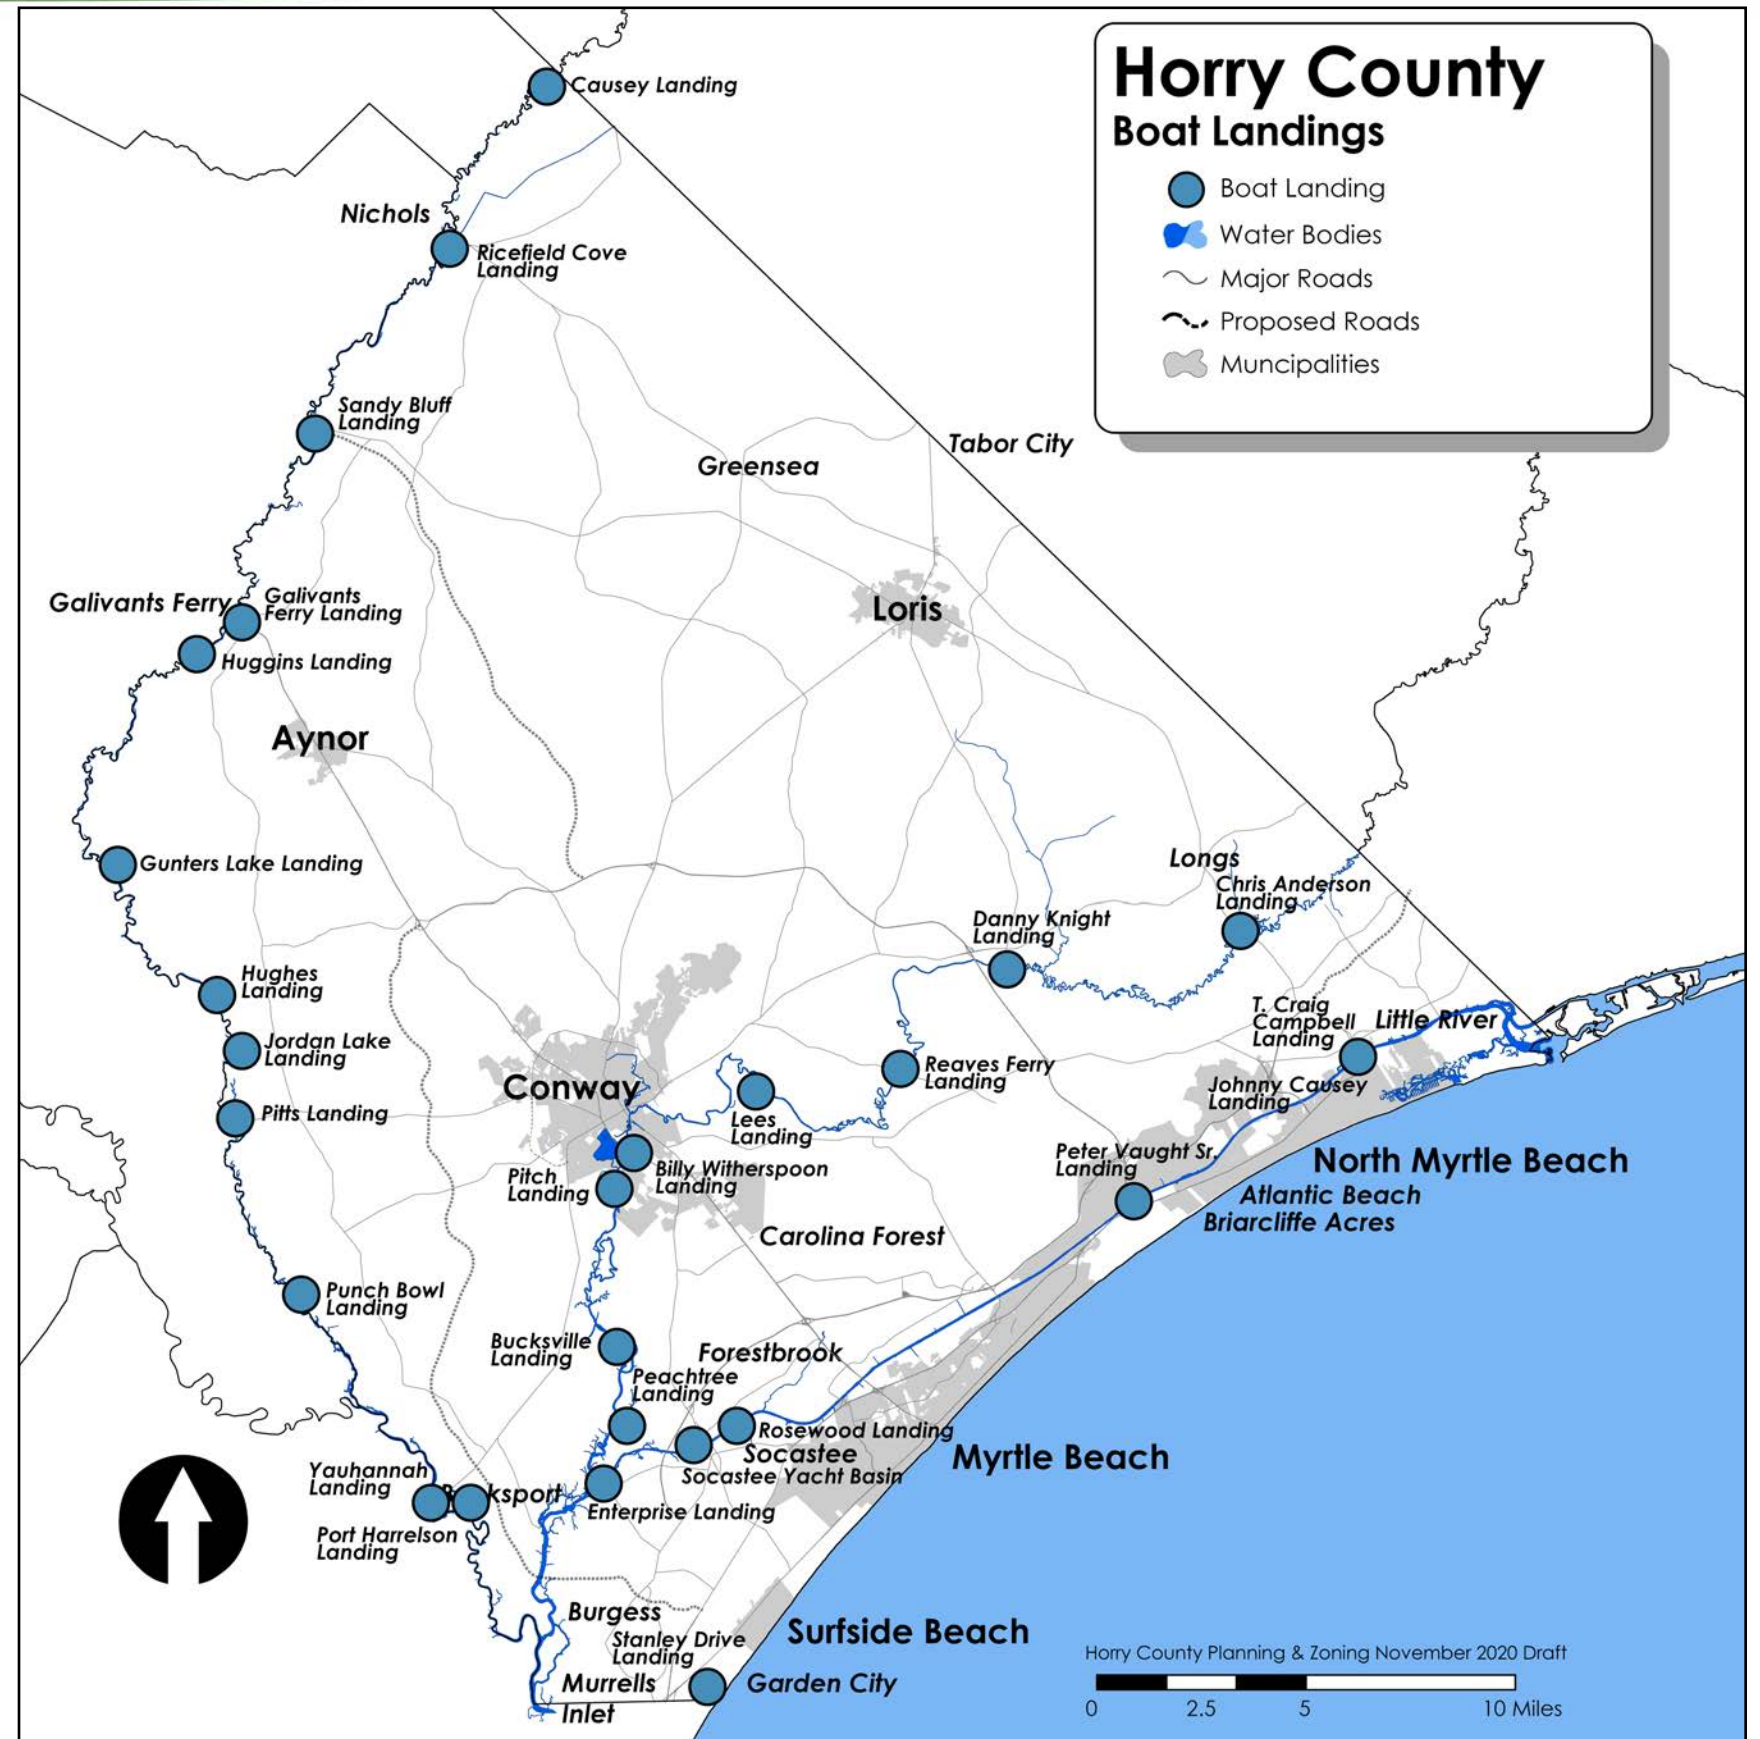 Horry County
Boat Landings
Boat Landing
Water Bodies
Major Roads
Proposed Roads
Muncipalities
Causey Landing
Nichols
Ricefield Cove
Landing
Sandy Bluff
Landing
Tabor City
Greensea
Galivants Ferry
Galivants
Ferry Landing
Loris
Huggins Landing
Aynor
Gunters Lake Landing
Longs
Chris Anderson
Landing
Danny Knight
Landing
Hughes
Landing
T. Craig
Campbell
Landing
Little River
Jordan Lake
Landing
Reaves Ferry
Landing
Conway
Johnny Causey
Landing
Pitts Landing
Lees
Landing
Peter Vaught Sr.
Landing
North Myrtle Beach
Billy Witherspoon
Landing
Pitch
Landing
Atlantic Beach
Briarcliffe Acres
Carolina Forest
Punch Bowl
Landing
Bucksville
Landing
Forestbrook
Peachtree
Landing
Rosewood Landing
Socastee
Socastee Yacht Basin
Myrtle Beach
Yauhannah
Landing
ksport
Enterprise Landing
Port Harrelson
Landing
Burgess
Stanley Drive
Landing
Surfside Beach
Murrells
Inlet
Garden City
Horry County Planning & Zoning November 2020 Draft
0 2.5 5 10 Miles